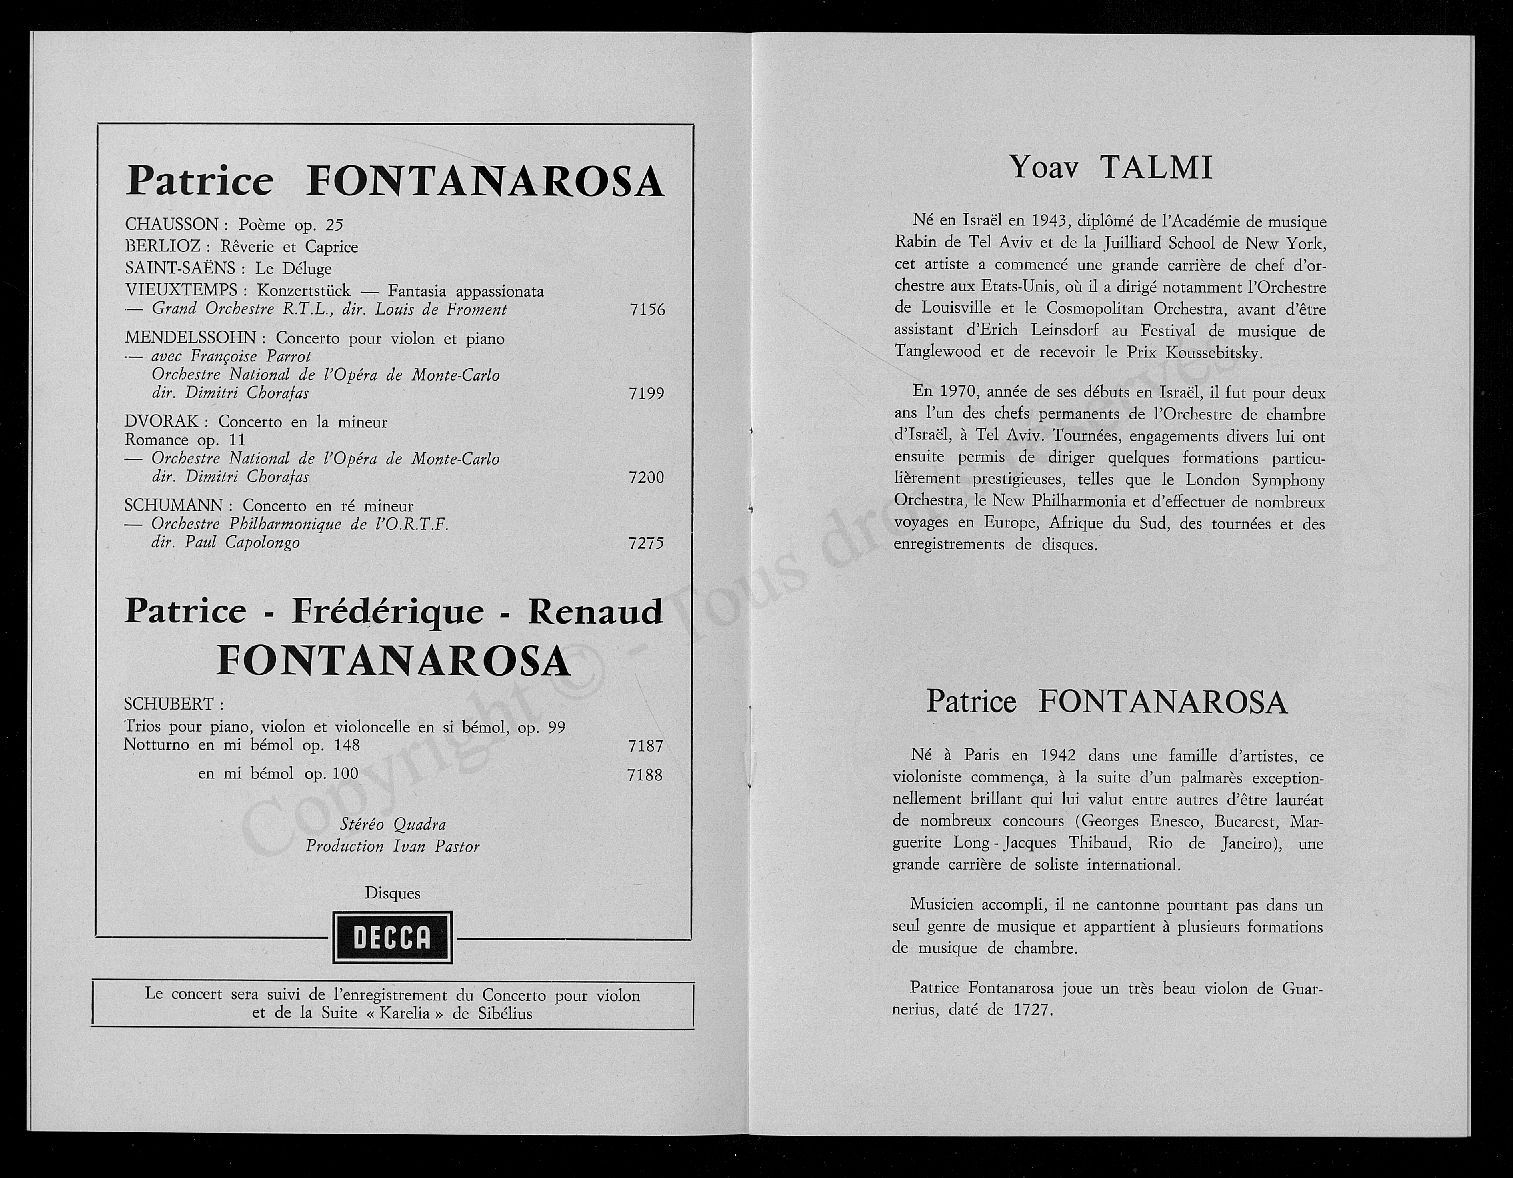 Patrice FONTANAROSA
CHAUSSON : Poème op. 25
BERLIOZ : Rêverie et Caprice
SAINT-SAËNS : Le Déluge
VIEUXTEMPS : Konzertstück — Fantasia appassionata
— Grand Orchestre R.T.L., dir. Louis de Froment 7156
MENDELSSOHN : Concerto pour violon et piano
— avec Françoise Parrot
Orchestre National de l'Opéra de Monte-Carlo
dir. Dimitri Chorafas 7199
DVORAK : Concerto en la mineur
Romance op. 11
— Orchestre National de l'Opéra de Monte-Carlo
dir. Dimitri Chorafas 7200
SCHUMANN : Concerto en ré mineur
— Orchestre Philharmonique de l'O.R.T.F.
dir. Paul Capolongo 7275
Patrice - Frédérique - Renaud
FONTANAROSA
SCHUBERT :
Trios pour piano, violon et violoncelle en si bémol, op. 99
Notturno en mi bémol op. 148 7187
en mi bémol op. 100 7188
Stéréo Quadra
Production Ivan Pastor
Disques
DECCA
Le concert sera suivi de l'enregistrement du Concerto pour violon
et de la Suite « Karelia » de Sibélius
Yoav TALMI
Né en Israël en 1943, diplômé de l'Académie de musique
Rabin de Tel Aviv et de la Juilliard School de New York,
cet artiste a commencé une grande carrière de chef d'or-
chestre aux Etats-Unis, où il a dirigé notamment l'Orchestre
de Louisville et le Cosmopolitan Orchestra, avant d'être
assistant d'Erich Leinsdorf au Festival de musique de
Tanglewood et de recevoir le Prix Koussebitsky.
En 1970, année de ses débuts en Israël, il fut pour deux
ans l'un des chefs permanents de l'Orchestre de chambre
d'Israël, à Tel Aviv. Tournées, engagements divers lui ont
ensuite permis de diriger quelques formations particu-
lièrement prestigieuses, telles que le London Symphony
Orchestra, le New Philharmonia et d'effectuer de nombreux
voyages en Europe, Afrique du Sud, des tournées et des
enregistrements de disques.
Patrice FONTANAROSA
Né à Paris en 1942 dans une famille d'artistes, ce
violoniste commença, à la suite d'un palmarès exception-
nellement brillant qui lui valut entre autres d'être lauréat
de nombreux concours (Georges Enesco, Bucarest, Mar-
guerite Long - Jacques Thibaud, Rio de Janeiro), une
grande carrière de soliste international.
Musicien accompli, il ne cantonne pourtant pas dans un
seul genre de musique et appartient à plusieurs formations
de musique de chambre.
Patrice Fontanarosa joue un très beau violon de Guar-
nerius, daté de 1727.
Copyright © - Tous droits réservés